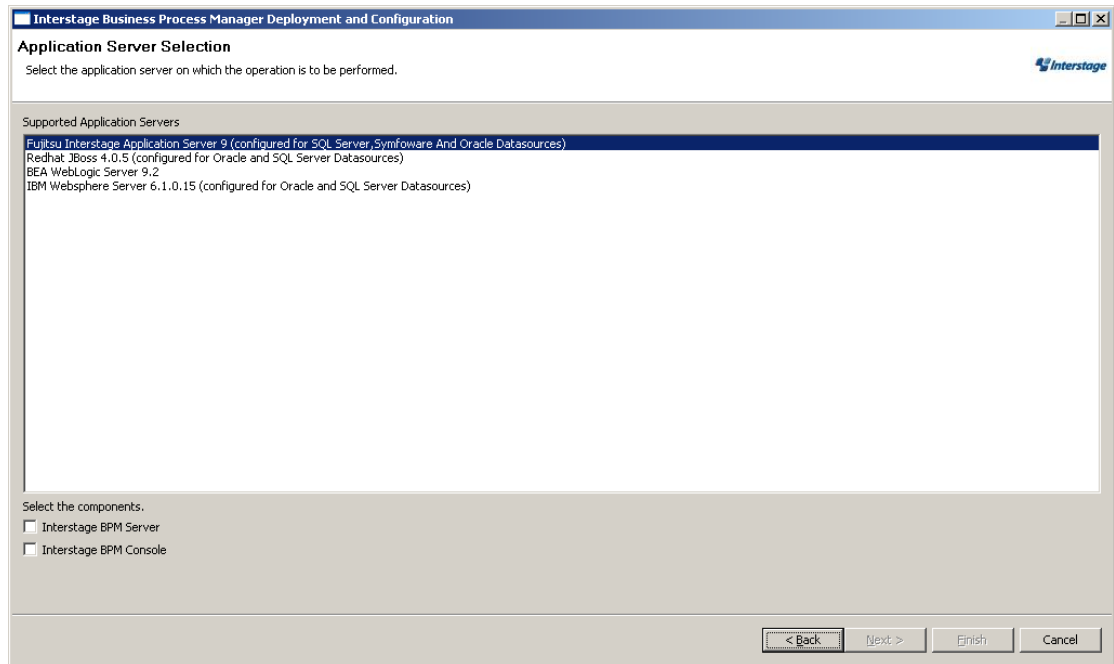 Interstage Business Process Manager Deployment and Configuration
Application Server Selection
Select the application server on which the operation is to be performed.
Interstage
Supported Application Servers
Fujitsu Interstage Application Server 9 (configured for SQL Server,Symfoware And Oracle Datasources)
Redhat JBoss 4.0.5 (configured for Oracle and SQL Server Datasources)
BEA WebLogic Server 9.2
IBM Websphere Server 6.1.0.15 (configured for Oracle and SQL Server Datasources)
Select the components.
Interstage BPM Server
Interstage BPM Console
< Back Next > Finish Cancel